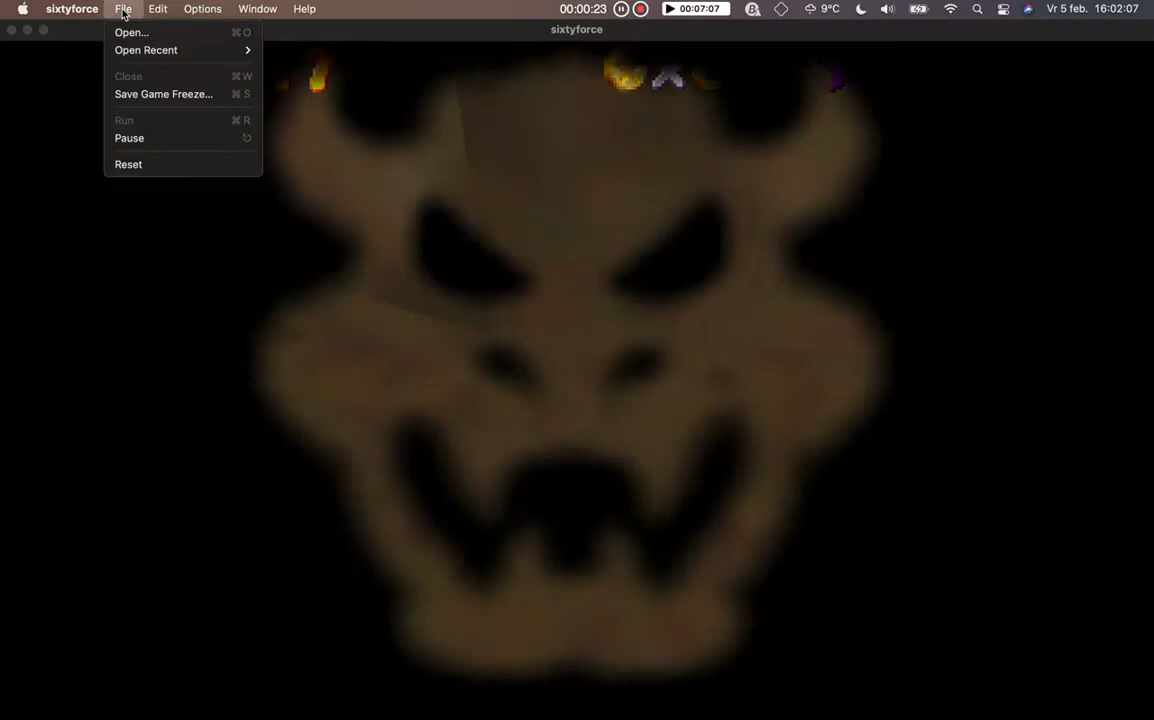 sixtyforce File Edit Options Window Help 00:00:23 00:07:07 9°C Vr 5 feb. 16:02:07
sixtyforce
Open... ⌘O
Open Recent >
Close ⌘W
Save Game Freeze... ⌘S
Run ⌘R
Pause
Reset